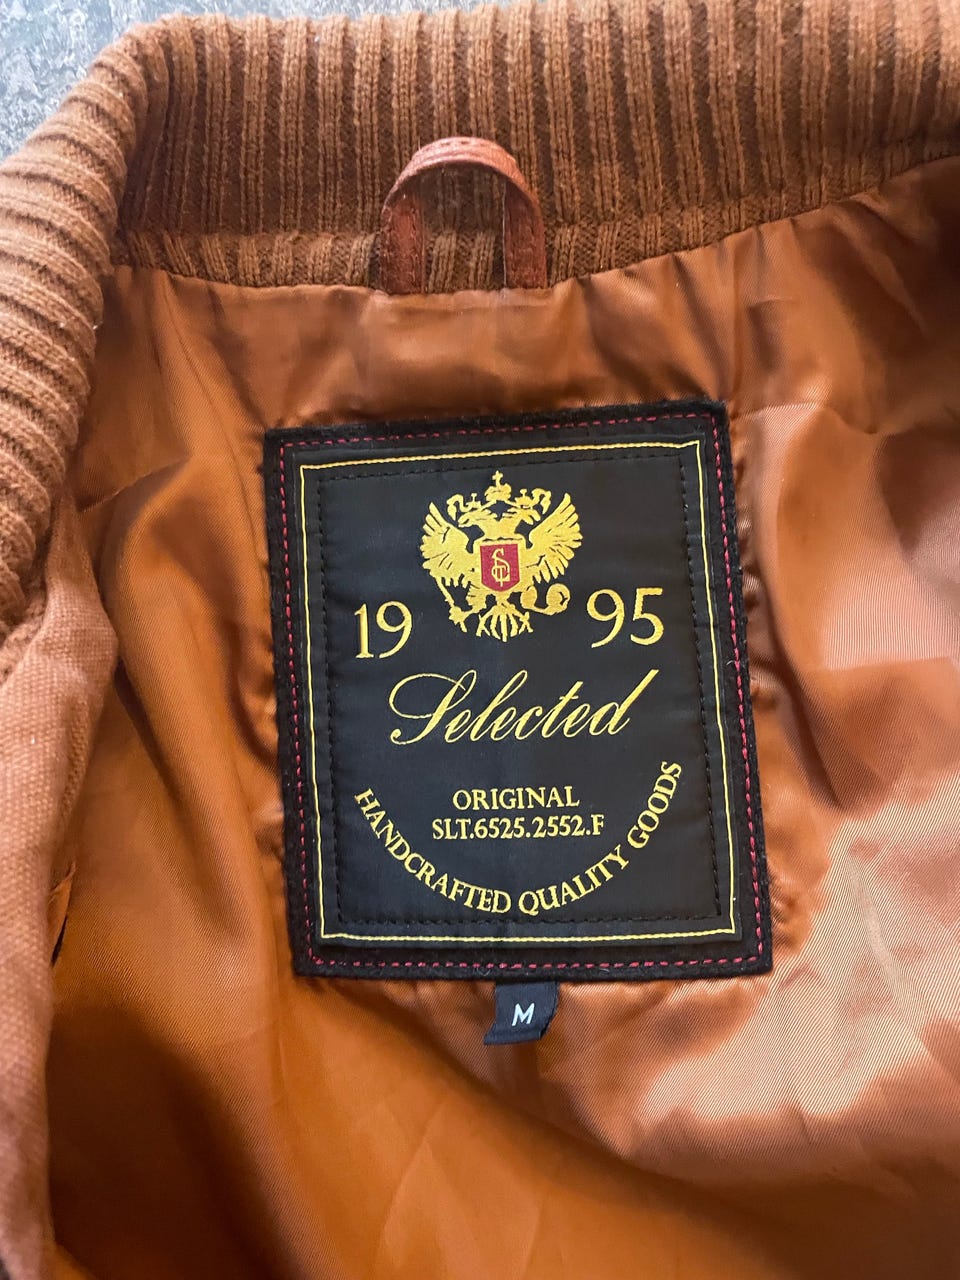 19 95
Selected
ORIGINAL
SLT.6525.2552.F
HANDCRAFTED QUALITY GOODS
M